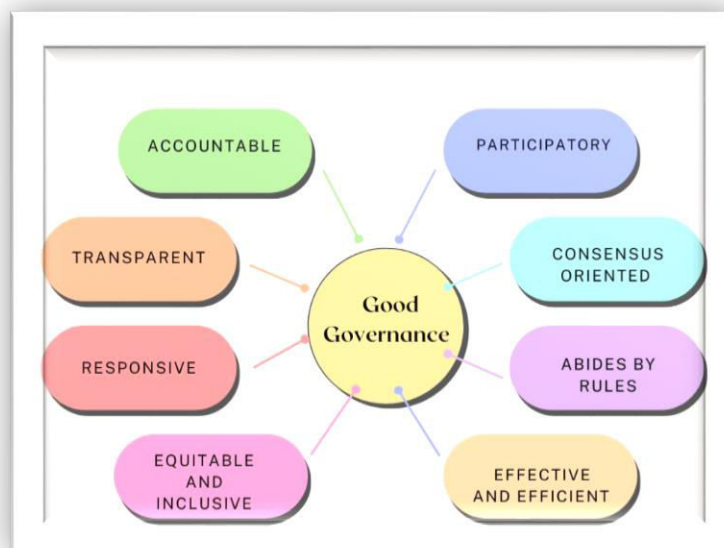 ACCOUNTABLE
PARTICIPATORY
TRANSPARENT
CONSENSUS
ORIENTED
Good
Governance
RESPONSIVE
ABIDES BY
RULES
EQUITABLE
AND
INCLUSIVE
EFFECTIVE
AND EFFICIENT